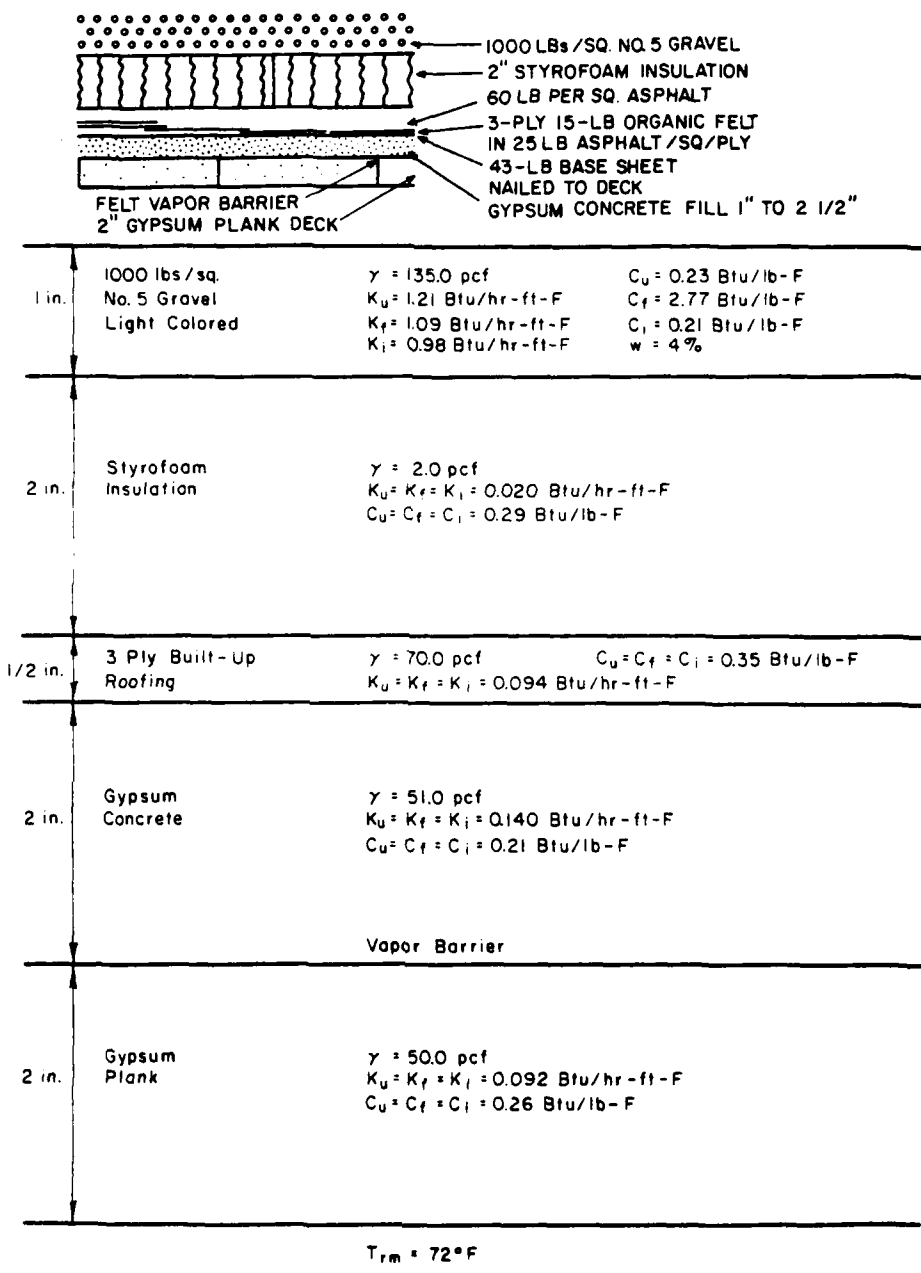 1000 LBs/SQ. NO. 5 GRAVEL
2" STYROFOAM INSULATION
60 LB PER SQ. ASPHALT
3-PLY 15-LB ORGANIC FELT
IN 25 LB ASPHALT/SQ/PLY
43-LB BASE SHEET
NAILED TO DECK
GYPSUM CONCRETE FILL 1" TO 2 1/2"
FELT VAPOR BARRIER
2" GYPSUM PLANK DECK
1 in.
1000 lbs/sq.
No. 5 Gravel
Light Colored
γ = 135.0 pcf
Ku = 1.21 Btu/hr-ft-F
Kf = 1.09 Btu/hr-ft-F
Ki = 0.98 Btu/hr-ft-F
Cu = 0.23 Btu/lb-F
Cf = 2.77 Btu/lb-F
Ci = 0.21 Btu/lb-F
w = 4%
2 in.
Styrofoam
Insulation
γ = 2.0 pcf
Ku = Kf = Ki = 0.020 Btu/hr-ft-F
Cu = Cf = Ci = 0.29 Btu/lb-F
1/2 in.
3 Ply Built-Up
Roofing
γ = 70.0 pcf
Cu = Cf = Ci = 0.35 Btu/lb-F
Ku = Kf = Ki = 0.094 Btu/hr-ft-F
2 in.
Gypsum
Concrete
γ = 51.0 pcf
Ku = Kf = Ki = 0.140 Btu/hr-ft-F
Cu = Cf = Ci = 0.21 Btu/lb-F
Vapor Barrier
2 in.
Gypsum
Plank
γ = 50.0 pcf
Ku = Kf = Ki = 0.092 Btu/hr-ft-F
Cu = Cf = Ci = 0.26 Btu/lb-F
Trm = 72°F